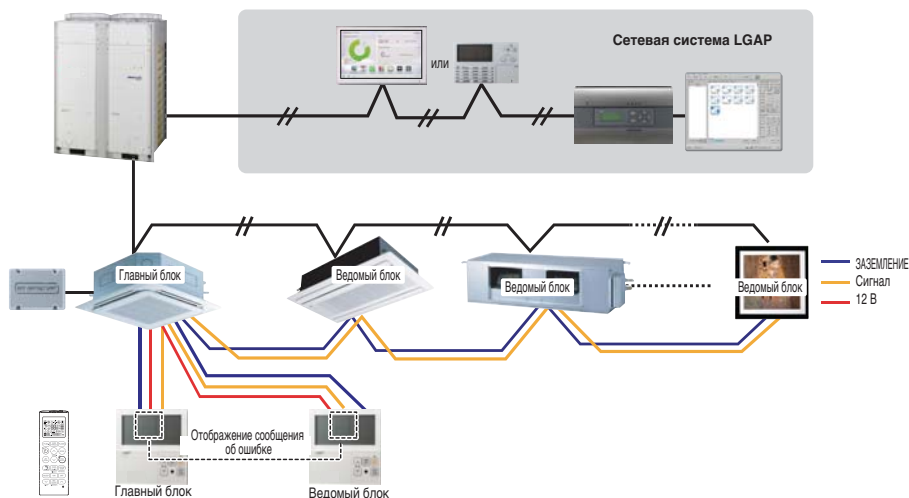 Сетевая система LGAP
или
Главный блок
Ведомый блок
Ведомый блок
Ведомый блок
ЗАЗЕМЛЕНИЕ
Сигнал
12 В
Отображение сообщения
об ошибке
Главный блок
Ведомый блок